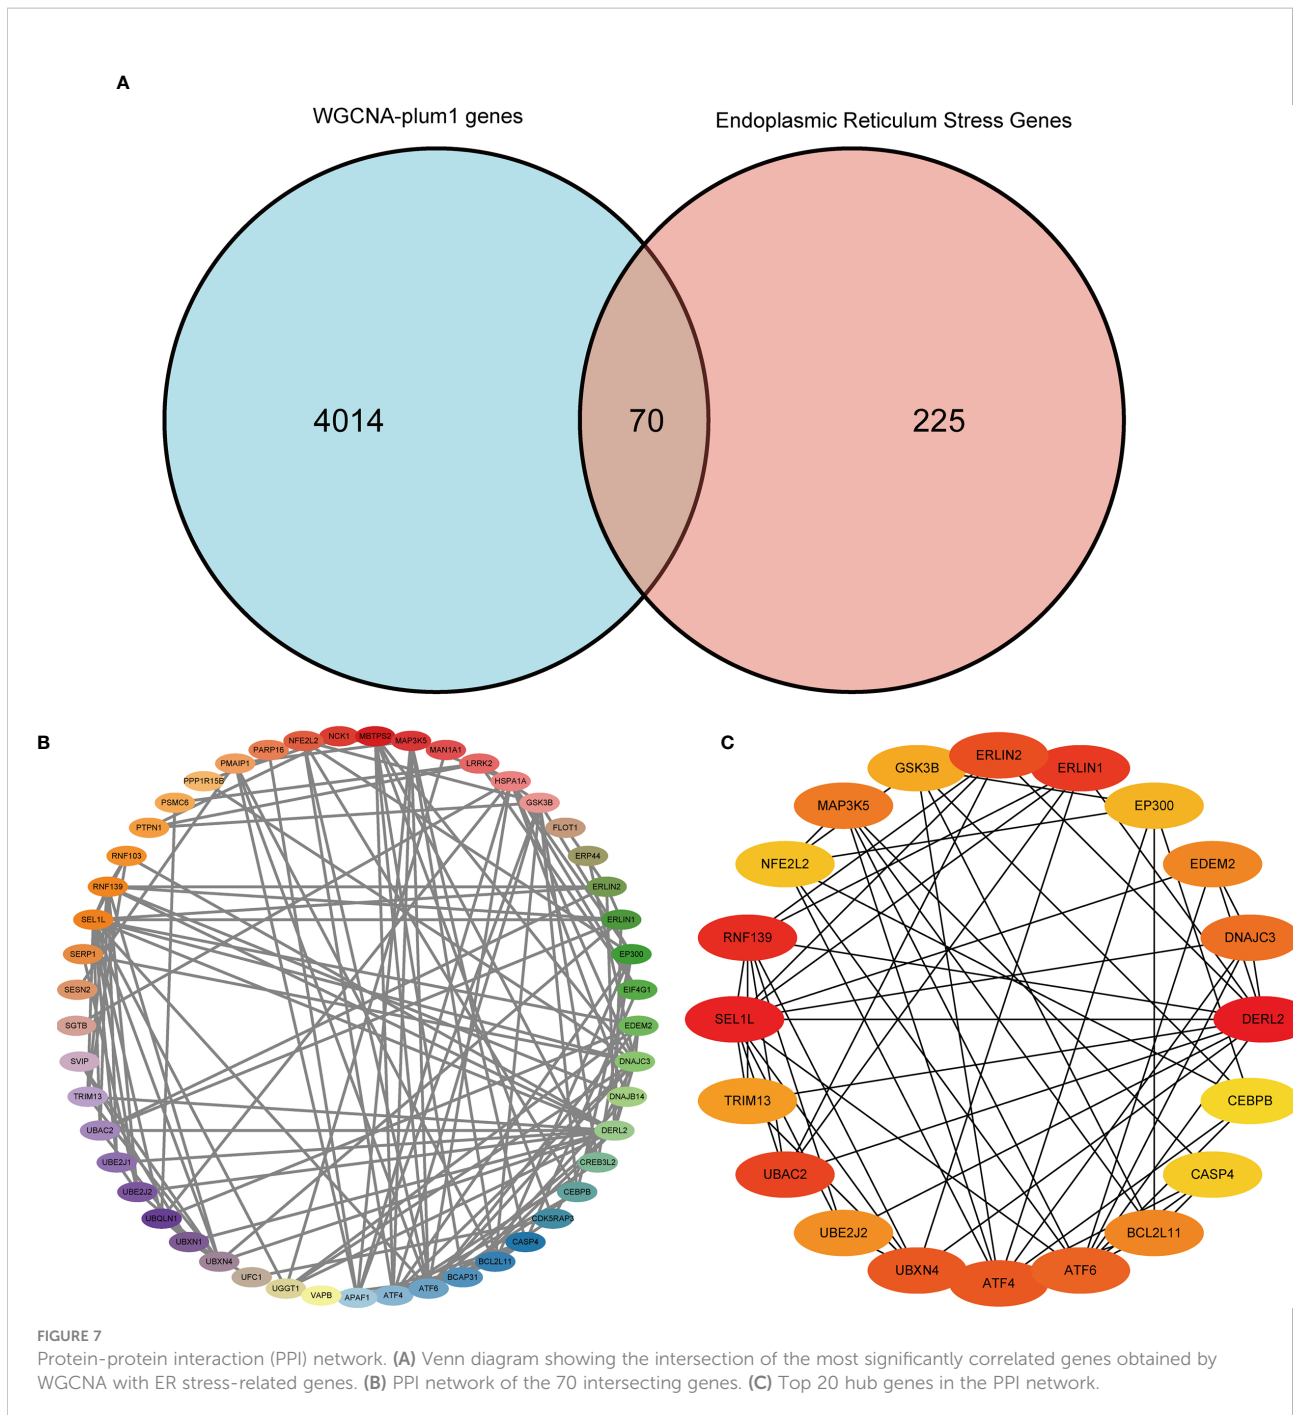 A
WGCNA-plum1 genes
Endoplasmic Reticulum Stress Genes
4014
70
225
B
MBTPS2
NCK1
MAP3K5
NFE2L2
MAN1A1
PARP16
LRRK2
PMAIP1
HSPA1A
PPP1R15B
GSK3B
PSMC6
FLOT1
PTPN1
ERP44
RNF103
ERLIN2
RNF139
ERLIN1
SEL1L
EP300
SERP1
EIF4G1
SESN2
EDEM2
SGTB
DNAJC3
SVIP
DNAJB14
TRIM13
DERL2
UBAC2
CREB3L2
UBE2J1
CEBPB
UBE2J2
CDK5RAP3
UBQLN1
CASP4
UBXN1
BCL2L11
UBXN4
BCAP31
UFC1
ATF6
UGGT1
ATF4
VAPB
APAF1
C
ERLIN2
GSK3B
ERLIN1
MAP3K5
EP300
NFE2L2
EDEM2
RNF139
DNAJC3
SEL1L
DERL2
TRIM13
CEBPB
UBAC2
CASP4
UBE2J2
BCL2L11
UBXN4
ATF6
ATF4
FIGURE 7
Protein-protein interaction (PPI) network. (A) Venn diagram showing the intersection of the most significantly correlated genes obtained by
WGCNA with ER stress-related genes. (B) PPI network of the 70 intersecting genes. (C) Top 20 hub genes in the PPI network.